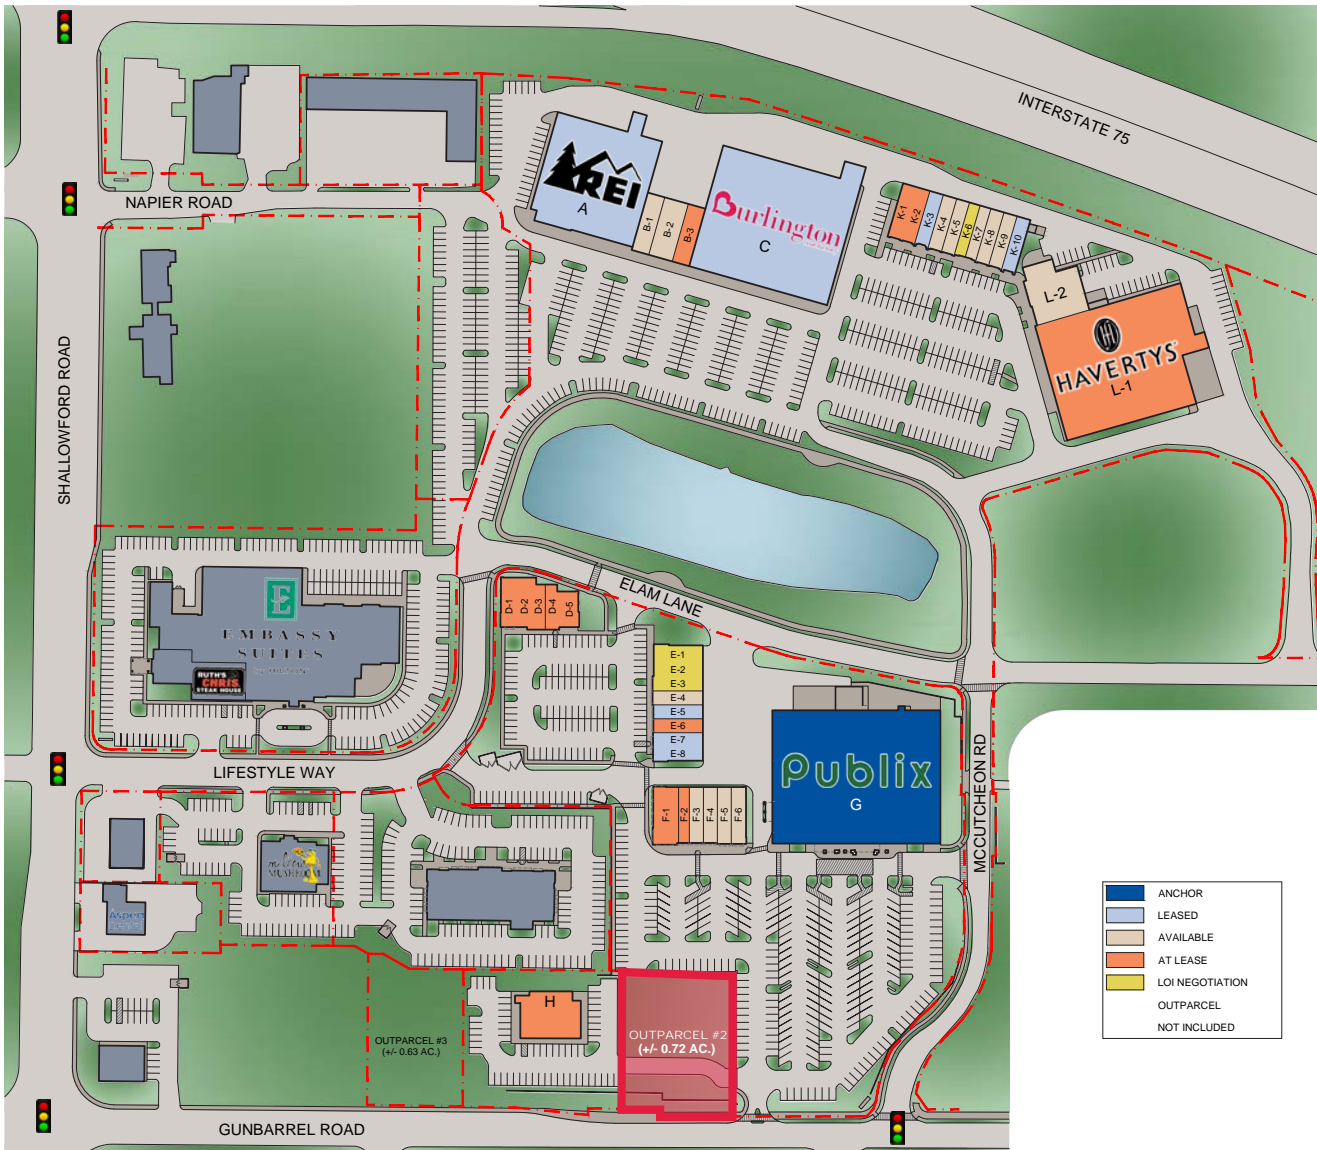 INTERSTATE 75
NAPIER ROAD
SHALLOWFORD ROAD
REI
A
B-1
B-2
B-3
Burlington
C
K-1
K-2
K-3
K-4
K-5
K-6
K-7
K-8
K-9
K-10
L-2
HAVERTYS
L-1
ELAM LANE
D-1
D-2
D-3
D-4
D-5
EMBASSY
SUITES
RUTH'S
CHRIS
STEAK HOUSE
E-1
E-2
E-3
E-4
E-5
E-6
E-7
E-8
Publix
G
MCCUTCHEON RD
LIFESTYLE WAY
F-1
F-2
F-3
F-4
F-5
F-6
mellow
MUSHROOM
Aspen
H
OUTPARCEL #2
(+/- 0.72 AC.)
OUTPARCEL #3
(+/- 0.63 AC.)
GUNBARREL ROAD
ANCHOR
LEASED
AVAILABLE
AT LEASE
LOI NEGOTIATION
OUTPARCEL
NOT INCLUDED